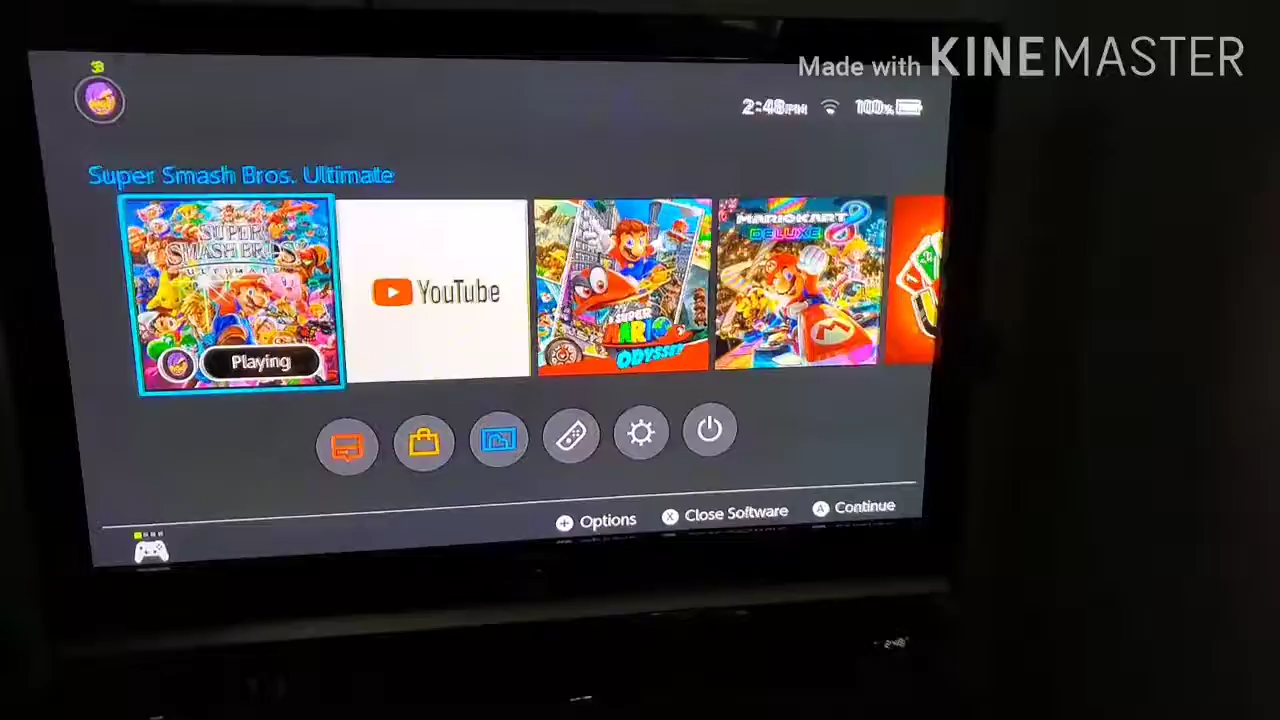 Made with KINEMASTER
2:48PM 100%
Super Smash Bros. Ultimate
SUPER
SMASH BROS.
ULTIMATE
Playing
YouTube
SUPER
MARIO
ODYSSEY
MARIOKART 8
DELUXE
M
+ Options X Close Software A Continue